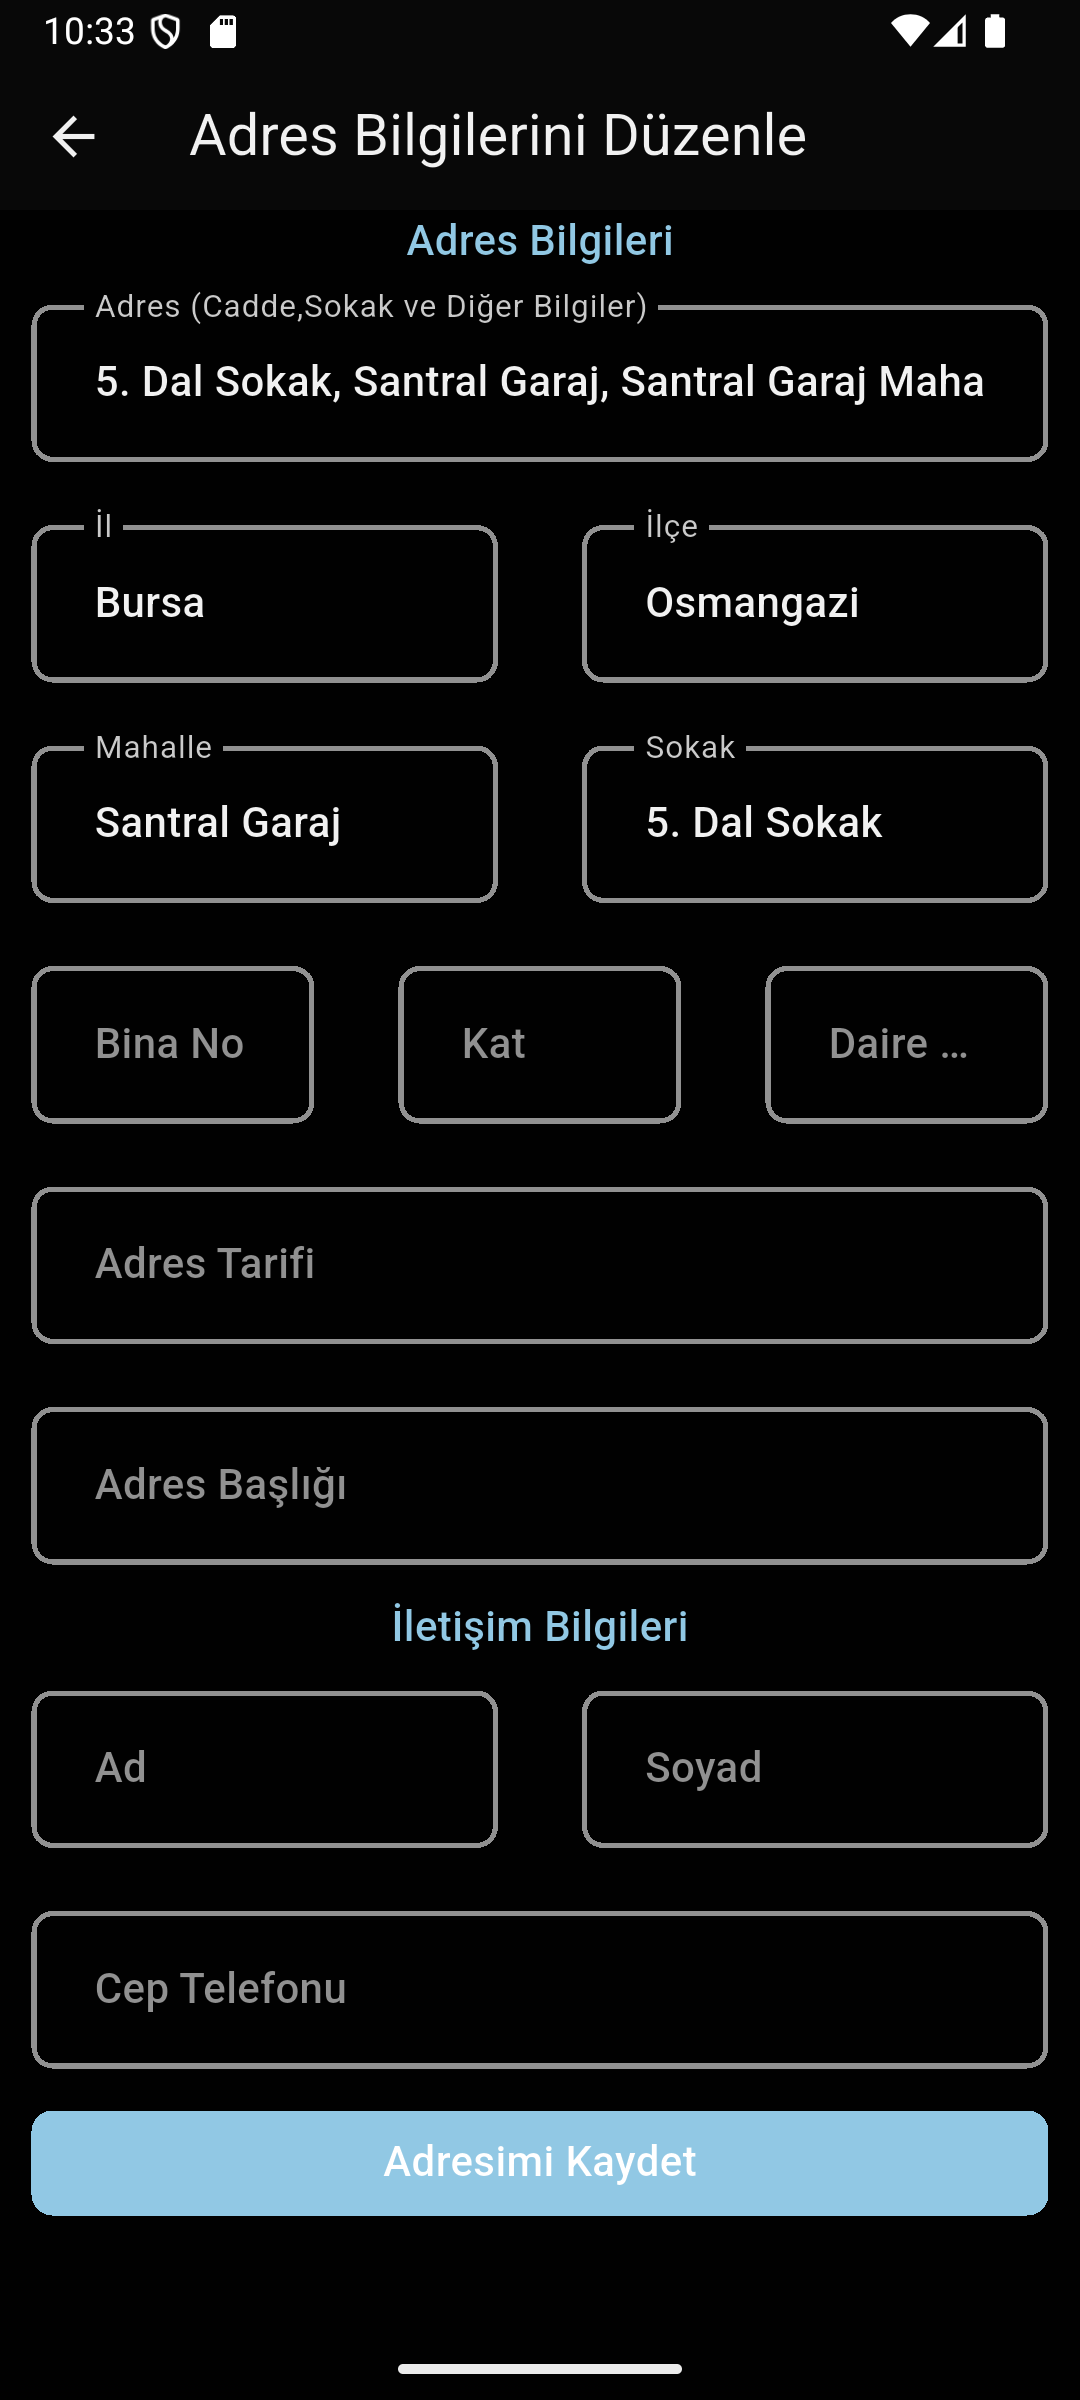 10:33
Adres Bilgilerini Düzenle
Adres Bilgileri
Adres (Cadde,Sokak ve Diğer Bilgiler)
5. Dal Sokak, Santral Garaj, Santral Garaj Maha
İl
İlçe
Bursa
Osmangazi
Mahalle
Sokak
Santral Garaj
5. Dal Sokak
Bina No
Kat
Daire ...
Adres Tarifi
Adres Başlığı
İletişim Bilgileri
Ad
Soyad
Cep Telefonu
Adresimi Kaydet